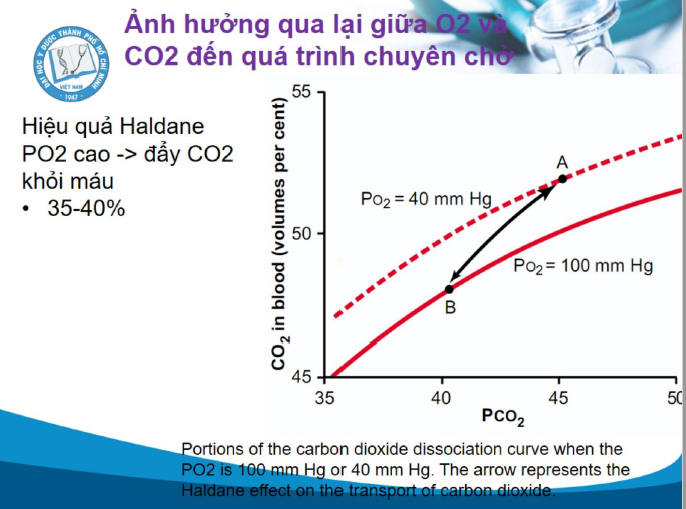 Ảnh hưởng qua lại giữa O2 và
CO2 đến quá trình chuyên chở
ĐẠI HỌC Y DƯỢC THÀNH PHỐ HỒ CHÍ MINH
VIỆT NAM
1947
Hiệu quả Haldane
PO2 cao -> đẩy CO2
khỏi máu
• 35-40%
CO2 in blood (volumes per cent)
55
50
45
A
PO2 = 40 mm Hg
PO2 = 100 mm Hg
B
35
40
45
50
PCO2
Portions of the carbon dioxide dissociation curve when the
PO2 is 100 mm Hg or 40 mm Hg. The arrow represents the
Haldane effect on the transport of carbon dioxide.